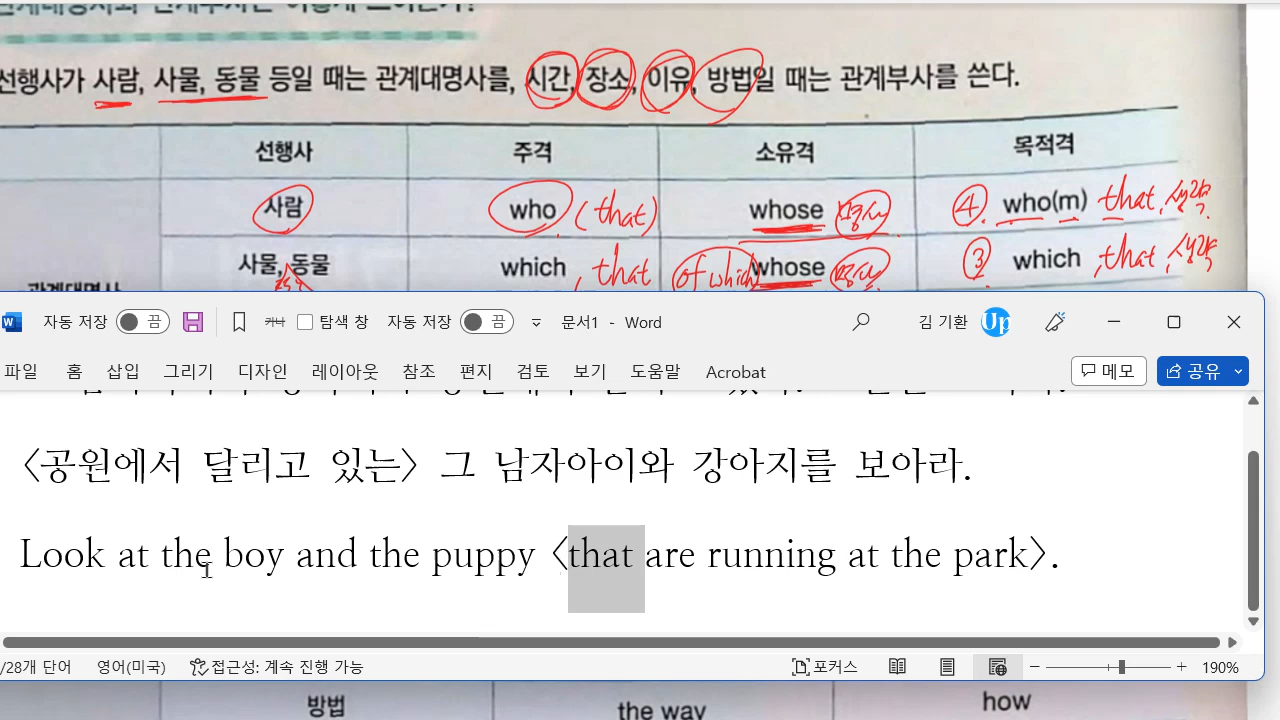 선행사가 사람, 사물, 동물 등일 때는 관계대명사를, 시간, 장소, 이유, 방법일 때는 관계부사를 쓴다.
선행사 주격 소유격 목적격
사람 who (that) whose 명사 ④ who(m) that, 생략
사물, 동물 which, that of which whose 명사 ③ which, that, 생략
관계대명사
자동 저장 끔 가나 탐색 창 자동 저장 끔 문서1 - Word 김 기환 Up
파일 홈 삽입 그리기 디자인 레이아웃 참조 편지 검토 보기 도움말 Acrobat 메모 공유
<공원에서 달리고 있는> 그 남자아이와 강아지를 보아라.
Look at the boy and the puppy <that are running at the park>.
/28개 단어 영어(미국) 접근성: 계속 진행 가능 포커스 190%
방법 the way how